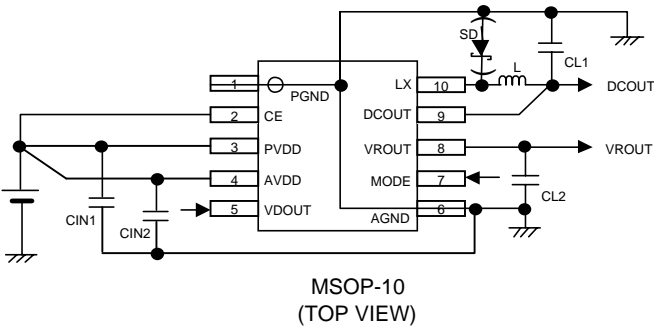 SD
CL1
L
DCOUT
1
PGND
LX
10
2
CE
DCOUT
9
3
PVDD
VROUT
8
VROUT
4
AVDD
MODE
7
CIN1
CIN2
5
VDOUT
AGND
6
CL2
MSOP-10
(TOP VIEW)